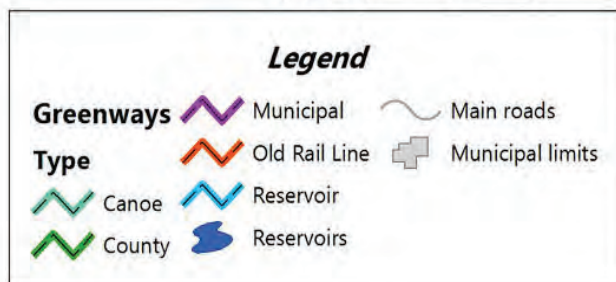 Legend
Greenways
Type
Canoe
County
Municipal
Old Rail Line
Reservoir
Reservoirs
Main roads
Municipal limits